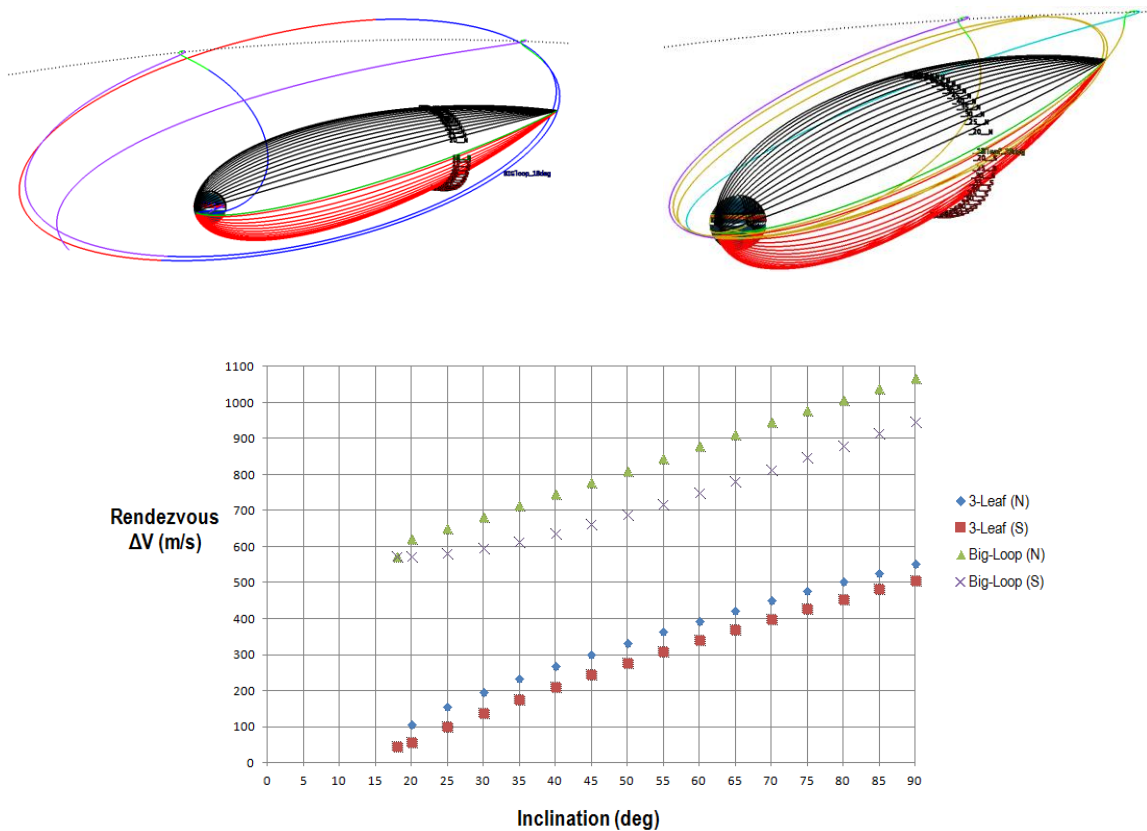 BIGloop_18deg
1100
1000
900
800
700
600
500
400
300
200
100
0
Rendezvous
ΔV (m/s)
0 5 10 15 20 25 30 35 40 45 50 55 60 65 70 75 80 85 90
Inclination (deg)
3-Leaf (N)
3-Leaf (S)
Big-Loop (N)
Big-Loop (S)